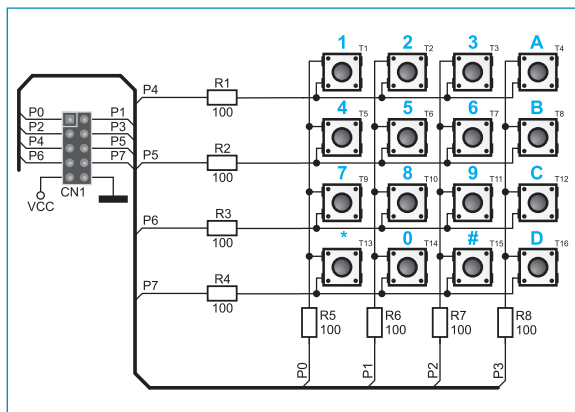 1 2 3 A
T1 T2 T3 T4
P4 R1
100
P0 P1
P2 P3
P4 P5
P6 P7
CN1
VCC
4 5 6 B
T5 T6 T7 T8
P5 R2
100
7 8 9 C
T9 T10 T11 T12
P6 R3
100
* 0 # D
T13 T14 T15 T16
P7 R4
100
R5 R6 R7 R8
100 100 100 100
P0 P1 P2 P3